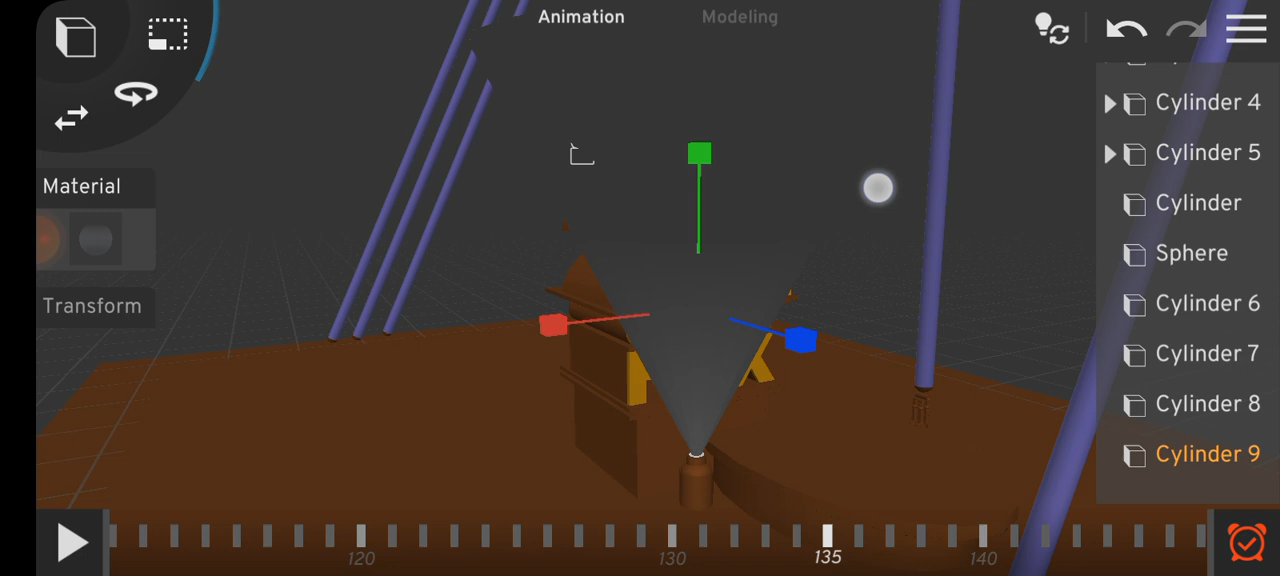 Animation
Modeling
Material
Transform
Cylinder 4
Cylinder 5
Cylinder
Sphere
Cylinder 6
Cylinder 7
Cylinder 8
Cylinder 9
120
130
135
140